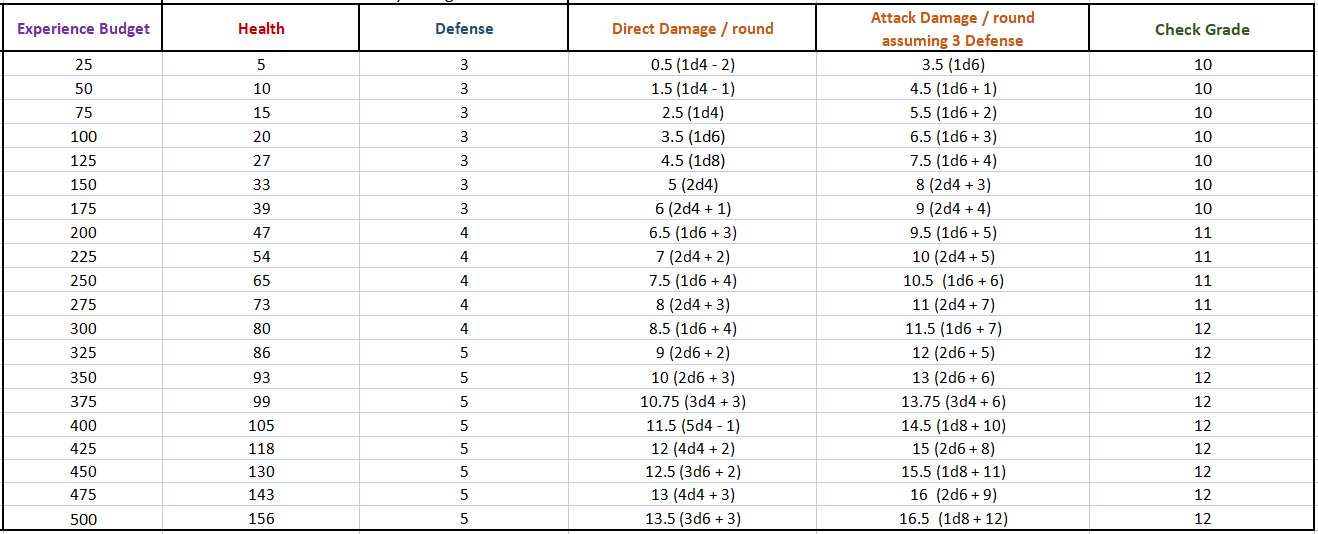 Experience Budget Health Defense Direct Damage / round Attack Damage / round assuming 3 Defense Check Grade
25 5 3 0.5 (1d4 - 2) 3.5 (1d6) 10
50 10 3 1.5 (1d4 - 1) 4.5 (1d6 + 1) 10
75 15 3 2.5 (1d4) 5.5 (1d6 + 2) 10
100 20 3 3.5 (1d6) 6.5 (1d6 + 3) 10
125 27 3 4.5 (1d8) 7.5 (1d6 + 4) 10
150 33 3 5 (2d4) 8 (2d4 + 3) 10
175 39 3 6 (2d4 + 1) 9 (2d4 + 4) 10
200 47 4 6.5 (1d6 + 3) 9.5 (1d6 + 5) 11
225 54 4 7 (2d4 + 2) 10 (2d4 + 5) 11
250 65 4 7.5 (1d6 + 4) 10.5 (1d6 + 6) 11
275 73 4 8 (2d4 + 3) 11 (2d4 + 7) 11
300 80 4 8.5 (1d6 + 4) 11.5 (1d6 + 7) 12
325 86 5 9 (2d6 + 2) 12 (2d6 + 5) 12
350 93 5 10 (2d6 + 3) 13 (2d6 + 6) 12
375 99 5 10.75 (3d4 + 3) 13.75 (3d4 + 6) 12
400 105 5 11.5 (5d4 - 1) 14.5 (1d8 + 10) 12
425 118 5 12 (4d4 + 2) 15 (2d6 + 8) 12
450 130 5 12.5 (3d6 + 2) 15.5 (1d8 + 11) 12
475 143 5 13 (4d4 + 3) 16 (2d6 + 9) 12
500 156 5 13.5 (3d6 + 3) 16.5 (1d8 + 12) 12